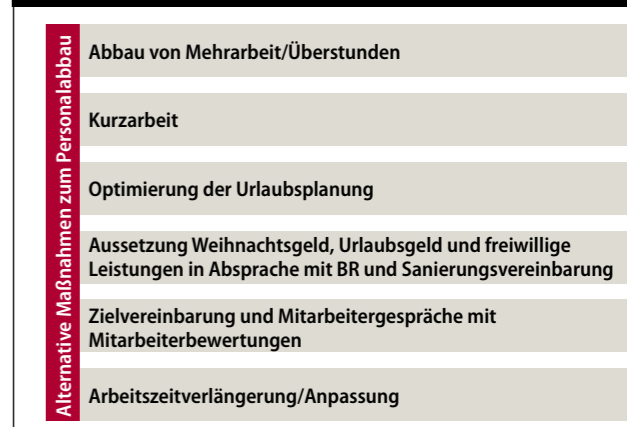 Alternative Maßnahmen zum Personalabbau
Abbau von Mehrarbeit/Überstunden
Kurzarbeit
Optimierung der Urlaubsplanung
Aussetzung Weihnachtsgeld, Urlaubsgeld und freiwillige
Leistungen in Absprache mit BR und Sanierungsvereinbarung
Zielvereinbarung und Mitarbeitergespräche mit
Mitarbeiterbewertungen
Arbeitszeitverlängerung/Anpassung